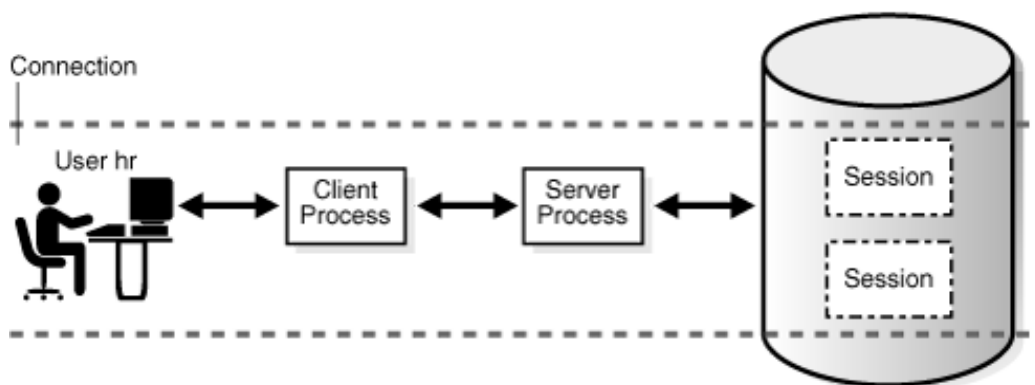 Connection
User hr
Client
Process
Server
Process
Session
Session